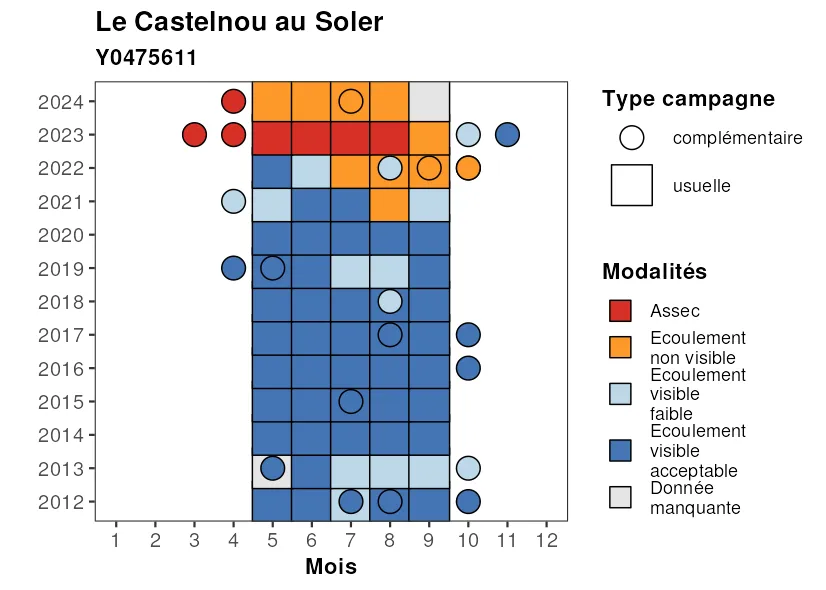 Le Castelnou au Soler
Y0475611
2024
2023
2022
2021
2020
2019
2018
2017
2016
2015
2014
2013
2012
1 2 3 4 5 6 7 8 9 10 11 12
Mois
Type campagne
complémentaire
usuelle
Modalités
Assec
Ecoulement
non visible
Ecoulement
visible
faible
Ecoulement
visible
acceptable
Donnée
manquante